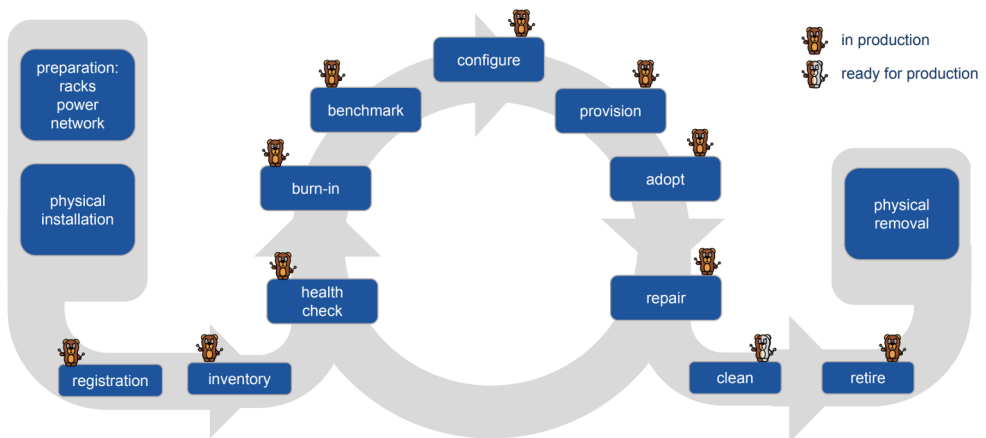 preparation:
racks
power
network
physical
installation
registration
inventory
health
check
burn-in
benchmark
configure
provision
adopt
repair
clean
retire
physical
removal
in production
ready for production